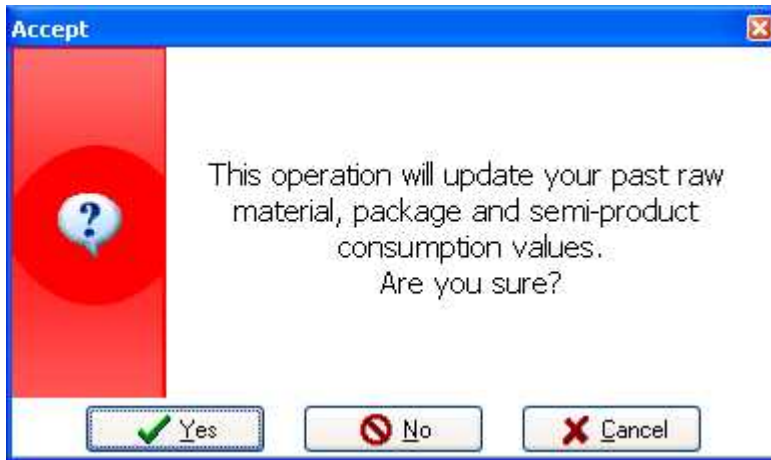 Accept
This operation will update your past raw
material, package and semi-product
consumption values.
Are you sure?
Yes
No
Cancel